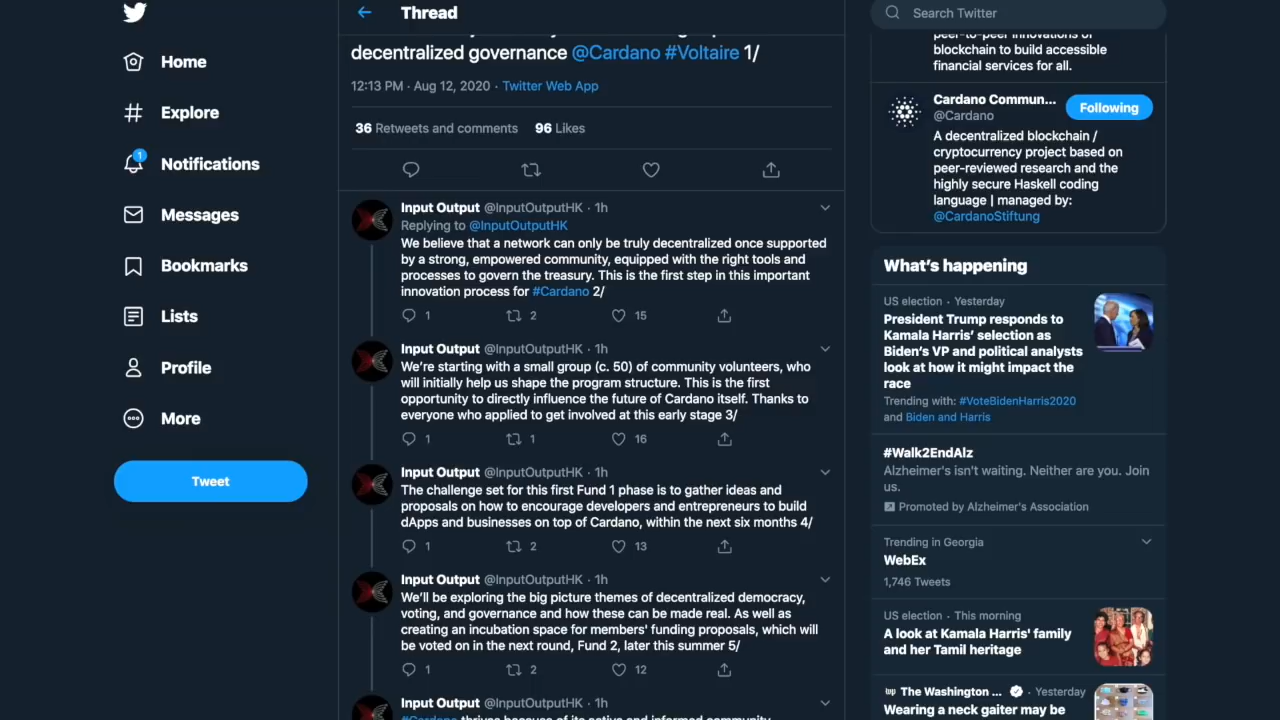 Home
Explore
1
Notifications
Messages
Bookmarks
Lists
Profile
More
Tweet
Thread
decentralized governance @Cardano #Voltaire 1/
12:13 PM · Aug 12, 2020 · Twitter Web App
36 Retweets and comments 96 Likes
Input Output @InputOutputHK · 1h
Replying to @InputOutputHK
We believe that a network can only be truly decentralized once supported
by a strong, empowered community, equipped with the right tools and
processes to govern the treasury. This is the first step in this important
innovation process for #Cardano 2/
1 2 15
Input Output @InputOutputHK · 1h
We're starting with a small group (c. 50) of community volunteers, who
will initially help us shape the program structure. This is the first
opportunity to directly influence the future of Cardano itself. Thanks to
everyone who applied to get involved at this early stage 3/
1 1 16
Input Output @InputOutputHK · 1h
The challenge set for this first Fund 1 phase is to gather ideas and
proposals on how to encourage developers and entrepreneurs to build
dApps and businesses on top of Cardano, within the next six months 4/
1 2 13
Input Output @InputOutputHK · 1h
We'll be exploring the big picture themes of decentralized democracy,
voting, and governance and how these can be made real. As well as
creating an incubation space for members' funding proposals, which will
be voted on in the next round, Fund 2, later this summer 5/
1 2 12
Input Output @InputOutputHK · 1h
#Cardano thrives because of its active and informed community
Search Twitter
peer-to-peer innovations of
blockchain to build accessible
financial services for all.
Cardano Commun...
@Cardano
Following
A decentralized blockchain /
cryptocurrency project based on
peer-reviewed research and the
highly secure Haskell coding
language | managed by:
@CardanoStiftung
What's happening
US election · Yesterday
President Trump responds to
Kamala Harris' selection as
Biden's VP and political analysts
look at how it might impact the
race
Trending with: #VoteBidenHarris2020
and Biden and Harris
#Walk2EndAlz
Alzheimer's isn't waiting. Neither are you. Join
us.
Promoted by Alzheimer's Association
Trending in Georgia
WebEx
1,746 Tweets
US election · This morning
A look at Kamala Harris' family
and her Tamil heritage
wp The Washington ... · Yesterday
Wearing a neck gaiter may be